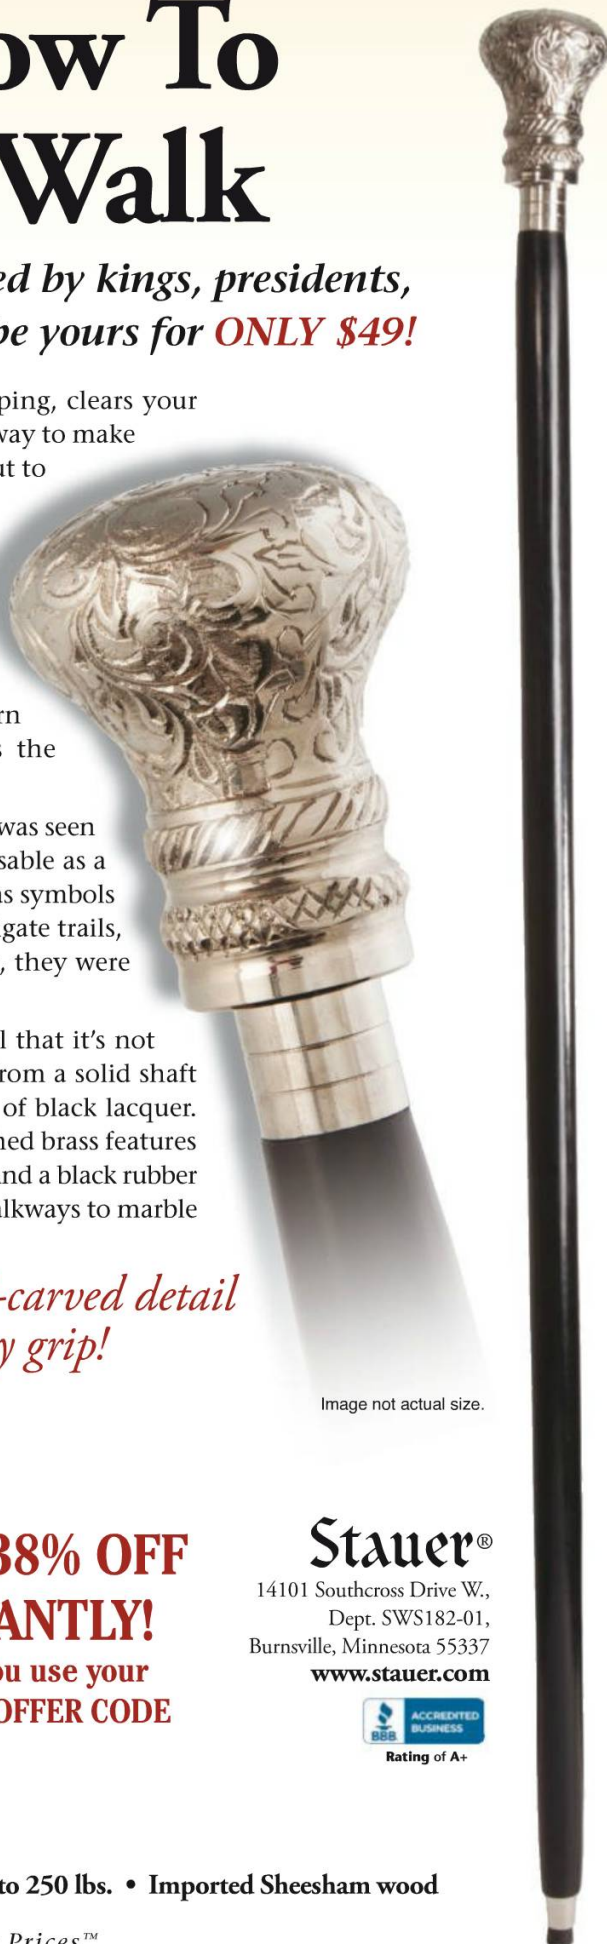 ow To
Walk
ed by kings, presidents,
be yours for ONLY $49!
ping, clears your
way to make
ut to
rn
s the
was seen
sable as a
as symbols
gate trails,
, they were
l that it's not
rom a solid shaft
of black lacquer.
ned brass features
and a black rubber
alkways to marble
-carved detail
y grip!
Image not actual size.
38% OFF
ANTLY!
ou use your
OFFER CODE
Stauer®
14101 Southcross Drive W.,
Dept. SWS182-01,
Burnsville, Minnesota 55337
www.stauer.com
BBB
ACCREDITED
BUSINESS
Rating of A+
to 250 lbs. • Imported Sheesham wood
Prices™